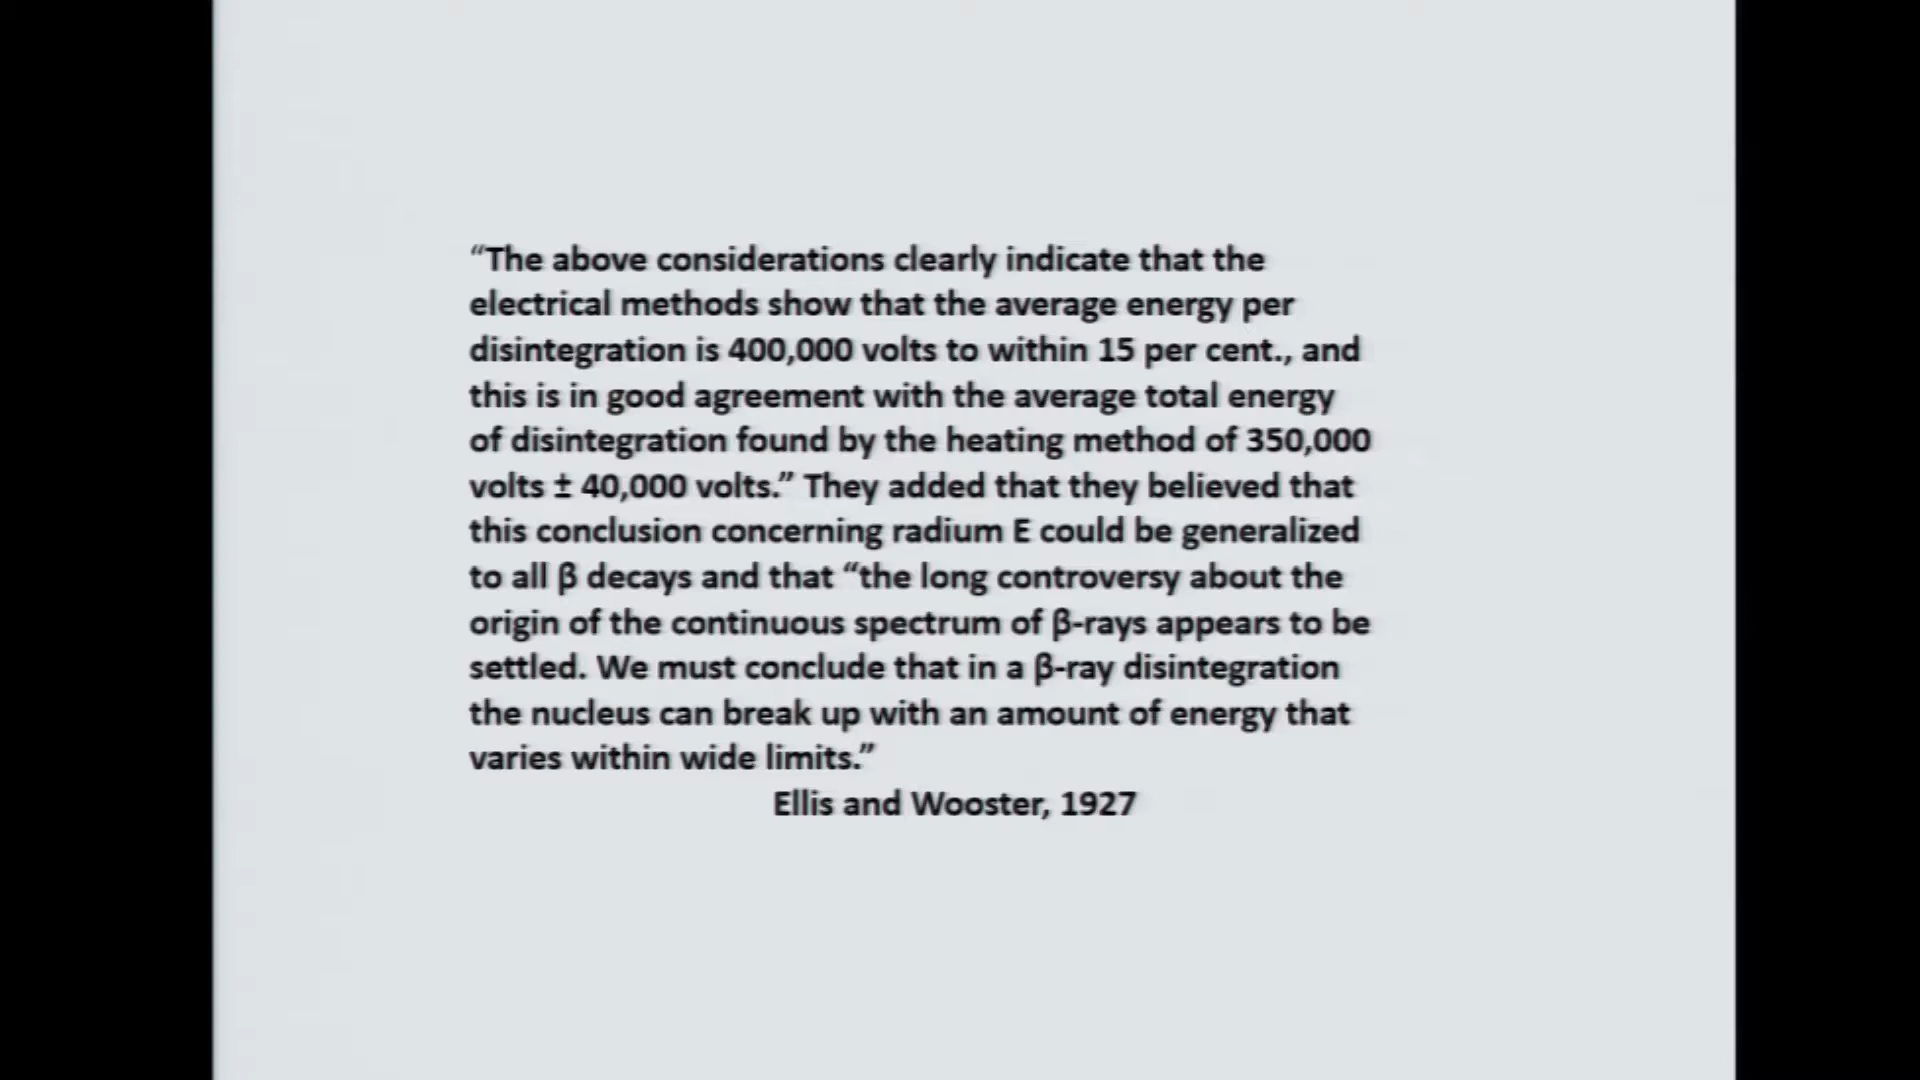 “The above considerations clearly indicate that the
electrical methods show that the average energy per
disintegration is 400,000 volts to within 15 per cent., and
this is in good agreement with the average total energy
of disintegration found by the heating method of 350,000
volts ± 40,000 volts.” They added that they believed that
this conclusion concerning radium E could be generalized
to all β decays and that “the long controversy about the
origin of the continuous spectrum of β-rays appears to be
settled. We must conclude that in a β-ray disintegration
the nucleus can break up with an amount of energy that
varies within wide limits.”
Ellis and Wooster, 1927